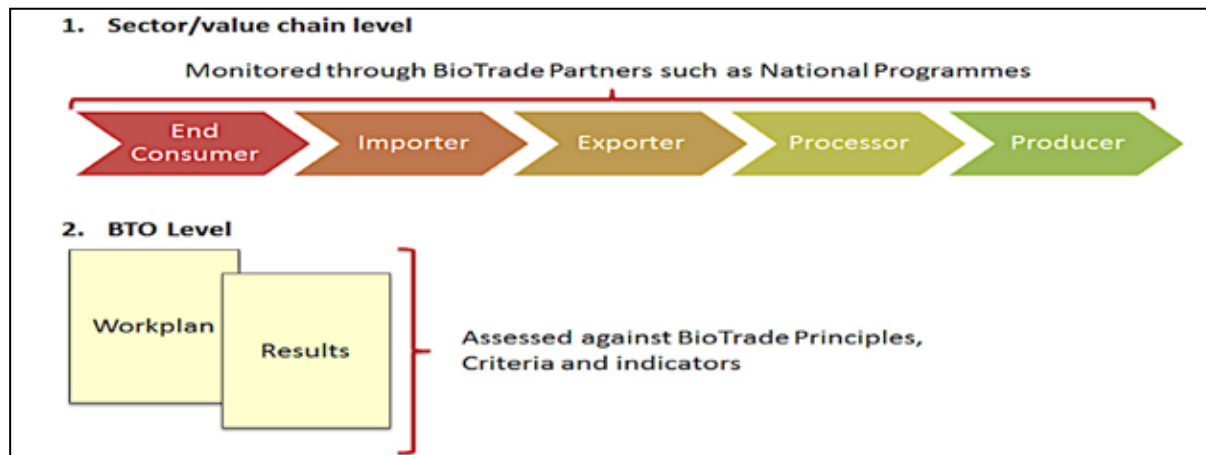 1. Sector/value chain level
Monitored through BioTrade Partners such as National Programmes
End
Consumer
Importer
Exporter
Processor
Producer
2. BTO Level
Workplan
Results
Assessed against BioTrade Principles,
Criteria and indicators